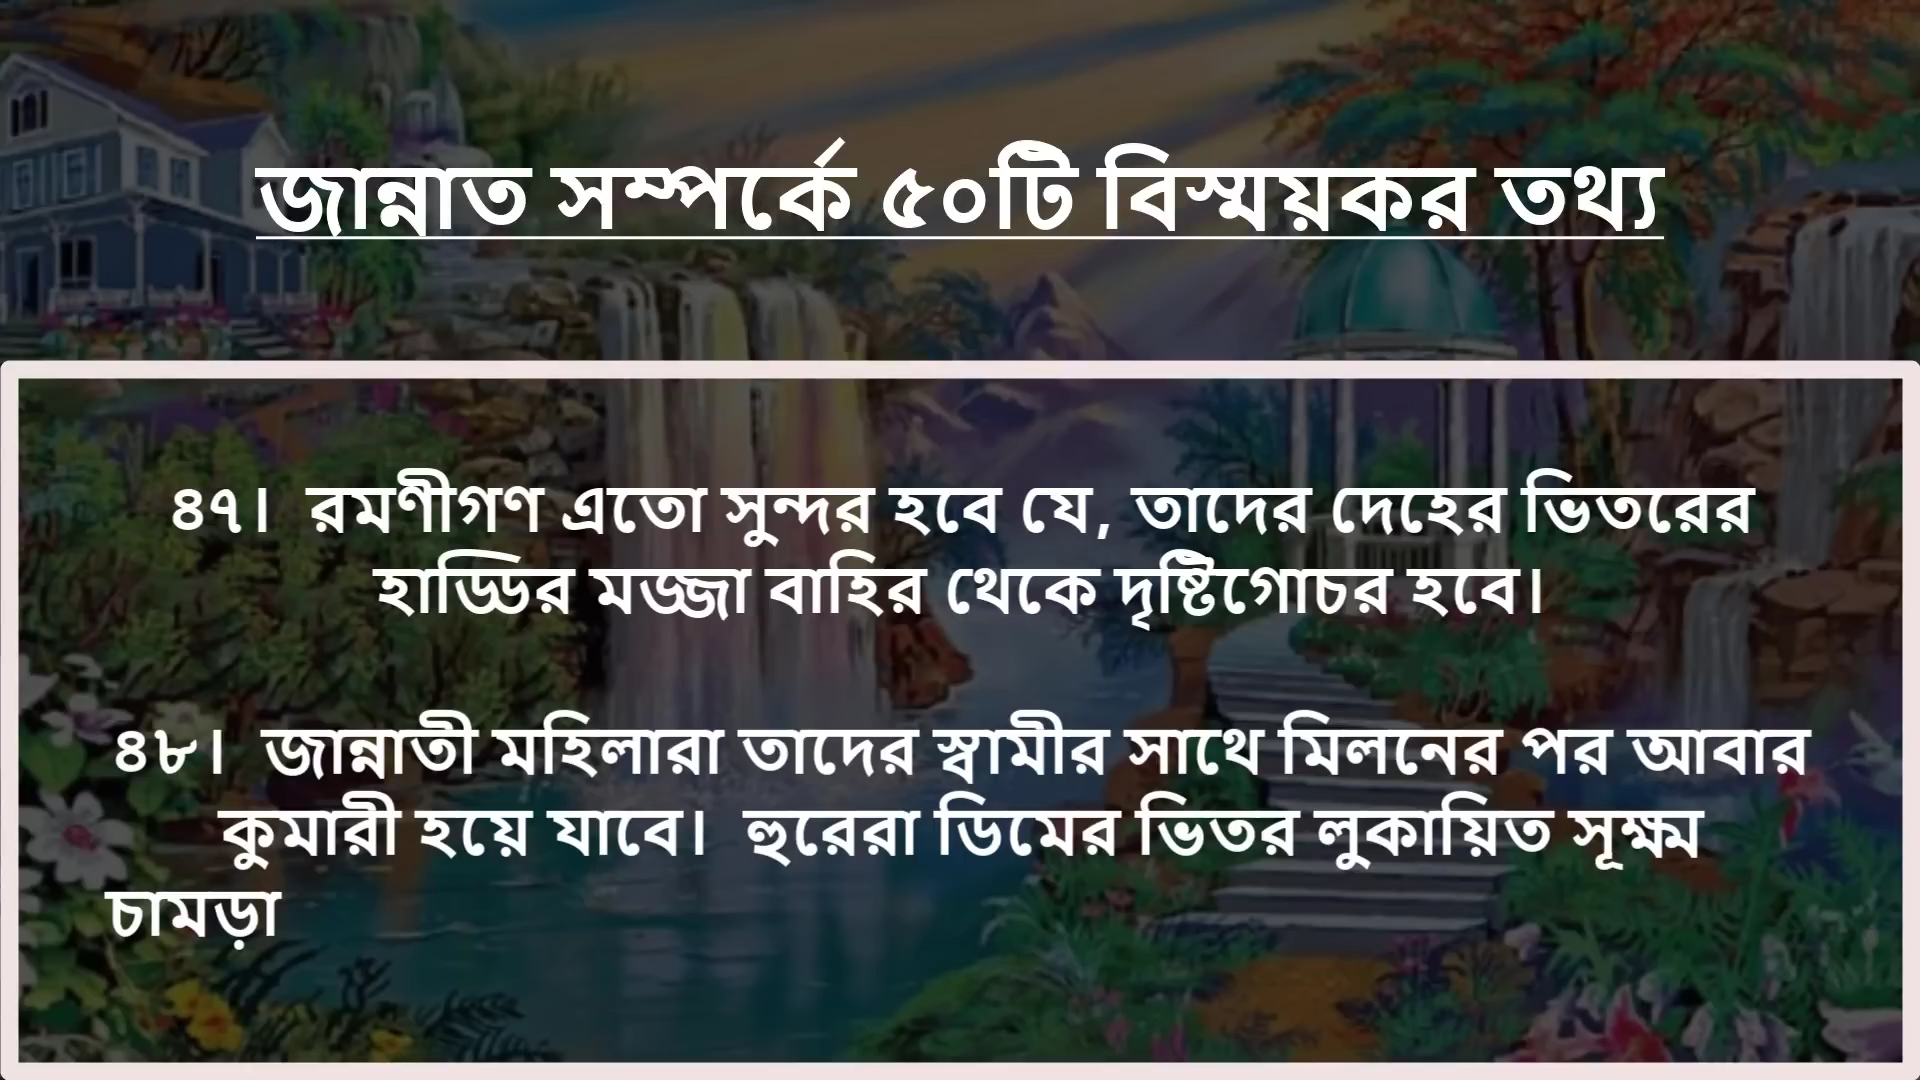 জান্নাত সম্পর্কে ৫০টি বিস্ময়কর তথ্য
৪৭। রমণীগণ এতো সুন্দর হবে যে, তাদের দেহের ভিতরের
হাড্ডির মজ্জা বাহির থেকে দৃষ্টিগোচর হবে।
৪৮। জান্নাতী মহিলারা তাদের স্বামীর সাথে মিলনের পর আবার
কুমারী হয়ে যাবে। হুরেরা ডিমের ভিতর লুকায়িত সূক্ষ্ম
চামড়া